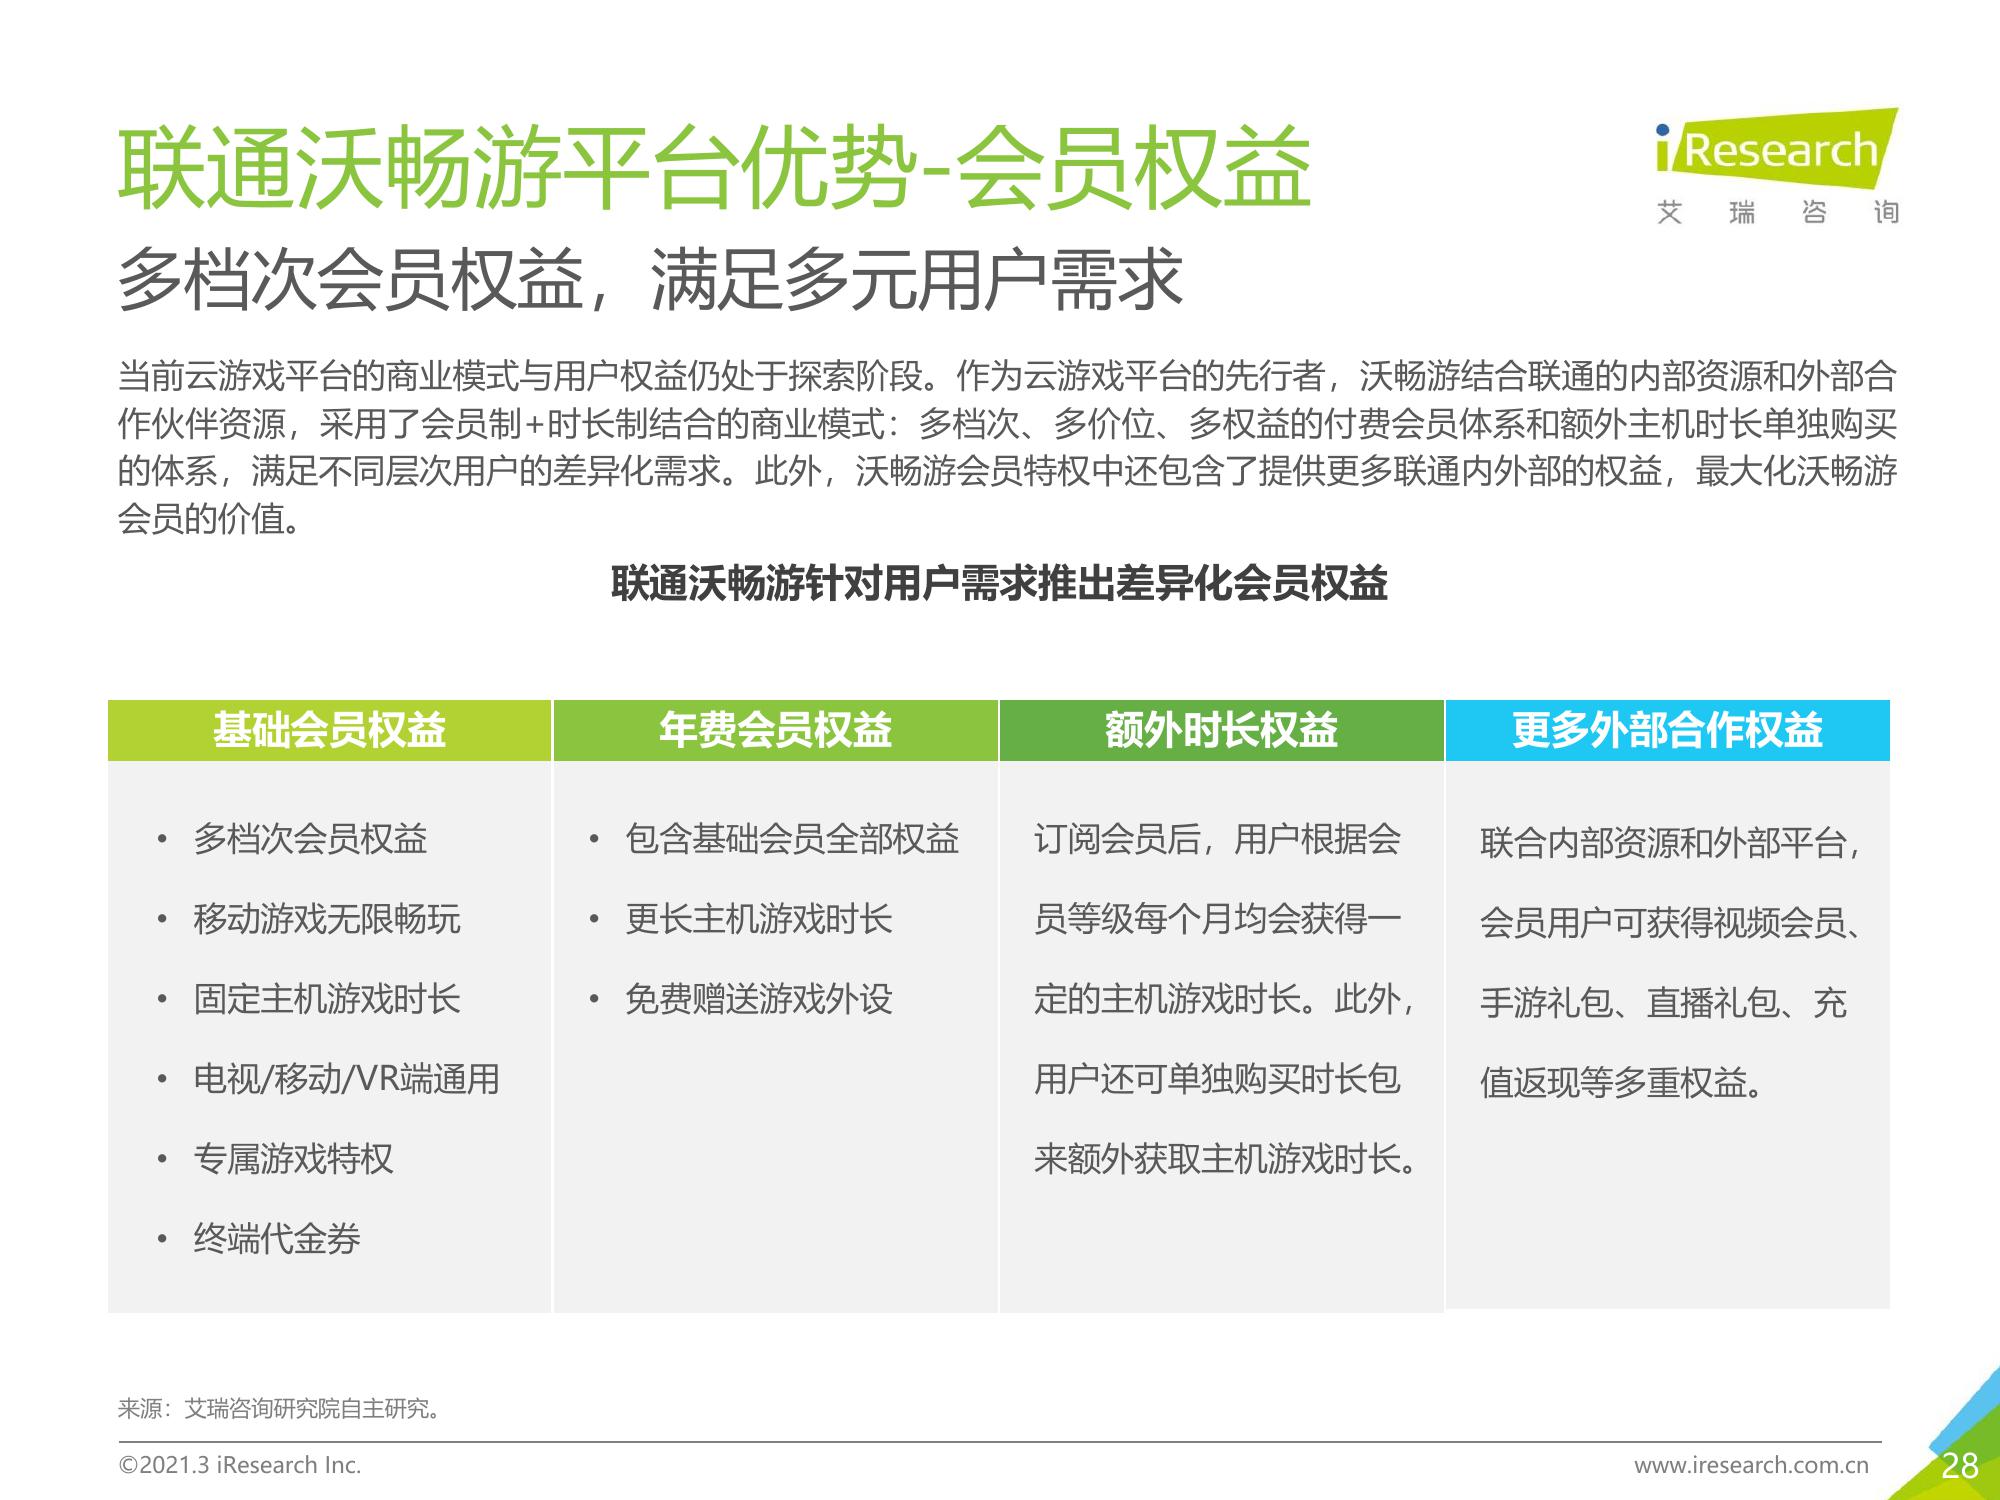 联通沃畅游平台优势-会员权益
iResearch
艾瑞咨询
多档次会员权益，满足多元用户需求
当前云游戏平台的商业模式与用户权益仍处于探索阶段。作为云游戏平台的先行者，沃畅游结合联通的内部资源和外部合
作伙伴资源，采用了会员制+时长制结合的商业模式：多档次、多价位、多权益的付费会员体系和额外主机时长单独购买
的体系，满足不同层次用户的差异化需求。此外，沃畅游会员特权中还包含了提供更多联通内外部的权益，最大化沃畅游
会员的价值。
联通沃畅游针对用户需求推出差异化会员权益
基础会员权益
• 多档次会员权益
• 移动游戏无限畅玩
• 固定主机游戏时长
• 电视/移动/VR端通用
• 专属游戏特权
• 终端代金券
年费会员权益
• 包含基础会员全部权益
• 更长主机游戏时长
• 免费赠送游戏外设
额外时长权益
订阅会员后，用户根据会
员等级每个月均会获得一
定的主机游戏时长。此外，
用户还可单独购买时长包
来额外获取主机游戏时长。
更多外部合作权益
联合内部资源和外部平台，
会员用户可获得视频会员、
手游礼包、直播礼包、充
值返现等多重权益。
来源：艾瑞咨询研究院自主研究。
©2021.3 iResearch Inc.
www.iresearch.com.cn
28